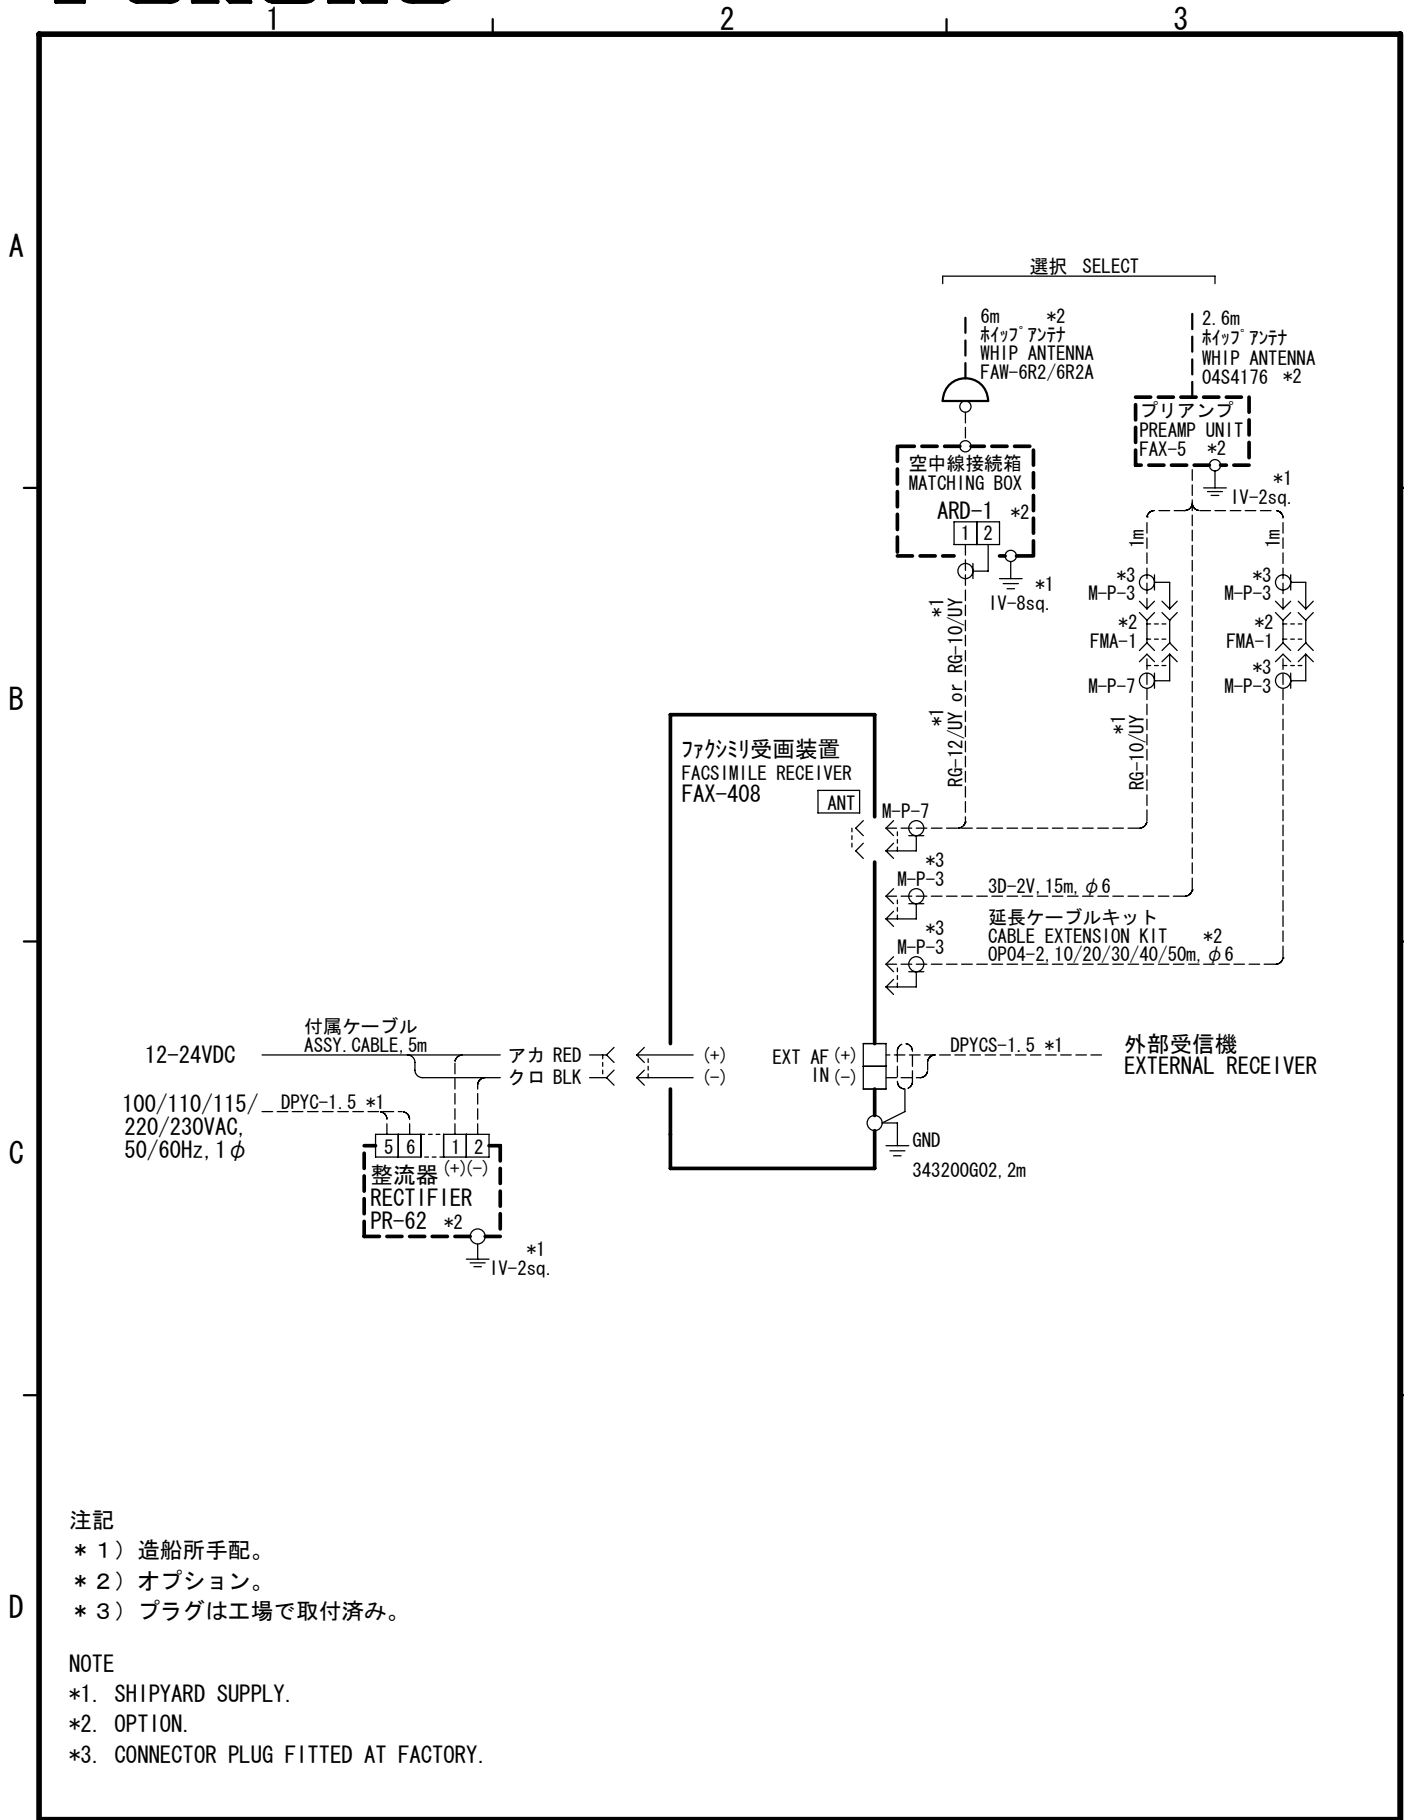 1 2 3
A
選択 SELECT
6m *2
ﾎｲｯﾌﾟｱﾝﾃﾅ
WHIP ANTENNA
FAW-6R2/6R2A
2.6m
ﾎｲｯﾌﾟｱﾝﾃﾅ
WHIP ANTENNA
04S4176 *2
プリアンプ
PREAMP UNIT
FAX-5 *2
*1
IV-2sq.
空中線接続箱
MATCHING BOX
ARD-1 *2
1 2
*1
IV-8sq.
1m
1m
*3
M-P-3
*2
FMA-1
M-P-7
*3
M-P-3
*2
FMA-1
*3
M-P-3
B
*1 *1
RG-12/UY or RG-10/UY
*1
RG-10/UY
ﾌｧｸｼﾐﾘ受画装置
FACSIMILE RECEIVER
FAX-408
ANT
M-P-7
*3
M-P-3
3D-2V,15m,φ6
*3
M-P-3
延長ケーブルキット
CABLE EXTENSION KIT *2
OP04-2,10/20/30/40/50m,φ6
12-24VDC
付属ケーブル
ASSY.CABLE,5m
アカ RED
クロ BLK
(+)
(-)
EXT AF (+)
IN (-)
DPYCS-1.5 *1
外部受信機
EXTERNAL RECEIVER
C
100/110/115/
220/230VAC,
50/60Hz,1φ
DPYC-1.5 *1
5 6 1 2
(+)(-)
整流器
RECTIFIER
PR-62 *2
*1
IV-2sq.
GND
343200G02,2m
D
注記
＊１）造船所手配。
＊２）オプション。
＊３）プラグは工場で取付済み。
NOTE
*1. SHIPYARD SUPPLY.
*2. OPTION.
*3. CONNECTOR PLUG FITTED AT FACTORY.